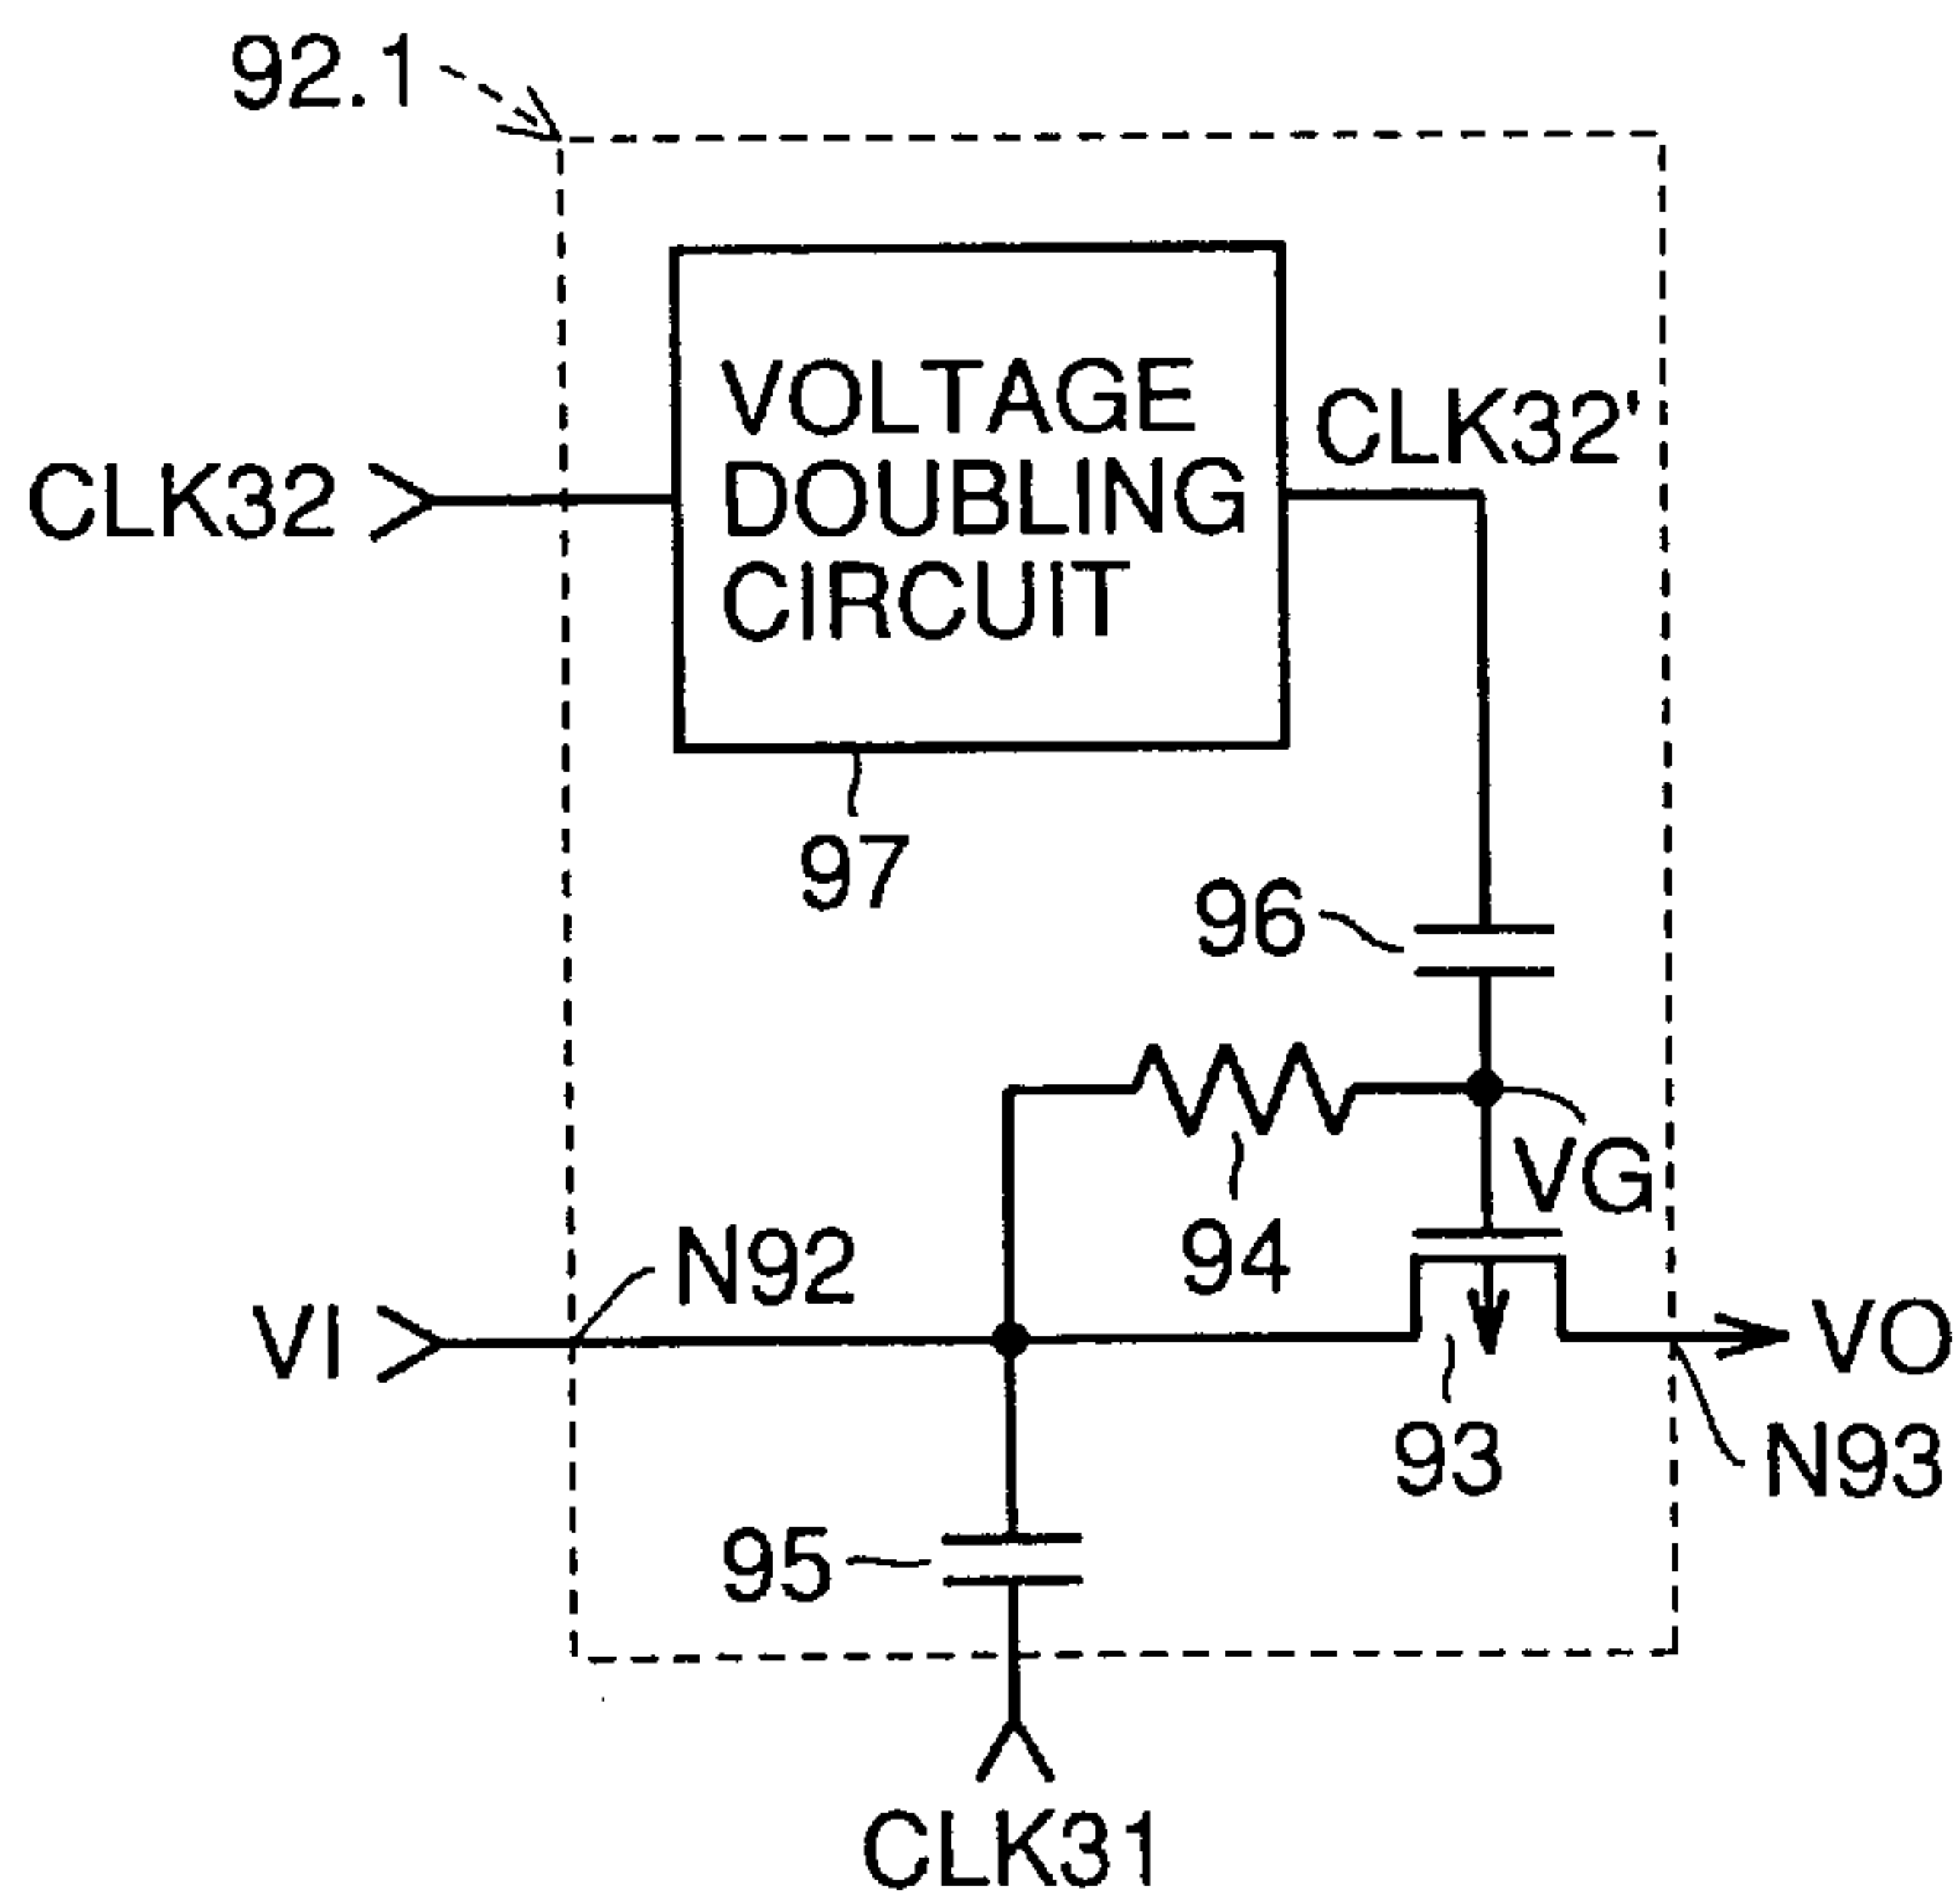 92.1
VOLTAGE
DOUBLING
CIRCUIT
CLK32'
CLK32
97
96
VG
94
N92
VI
VO
93
N93
95
CLK31